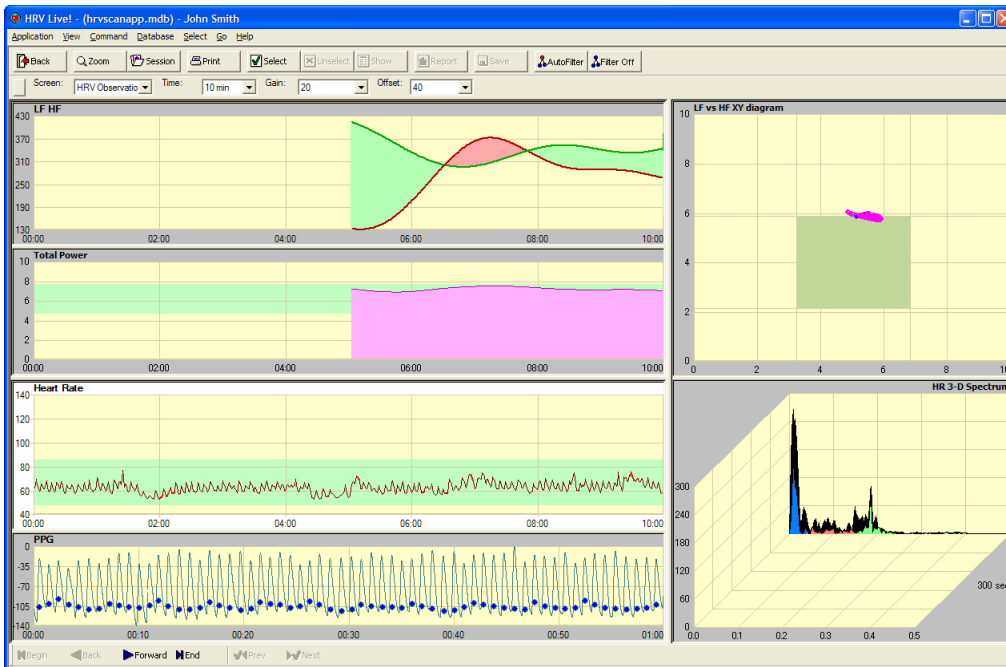 HRV Live! - (hrvscanapp.mdb) - John Smith
Application View Command Database Select Go Help
Back Zoom Session Print Select Unselect Show Report Save AutoFilter Filter Off
Screen: HRV Observatio Time: 10 min Gain: 20 Offset: 40
LF HF
430
370
310
250
190
130
00:00 02:00 04:00 06:00 08:00 10:00
Total Power
10
8
6
4
2
0
00:00 02:00 04:00 06:00 08:00 10:00
Heart Rate
140
120
100
80
60
40
00:00 02:00 04:00 06:00 08:00 10:00
PPG
0
-35
-70
-105
-140
00:00 00:10 00:20 00:30 00:40 00:50 01:00
LF vs HF XY diagram
10
8
6
4
2
0
0 2 4 6 8 10
HR 3-D Spectrum
300
240
180
120
60
0
0.0 0.1 0.2 0.3 0.4 0.5
300 sec
Begin Back Forward End Prev Next